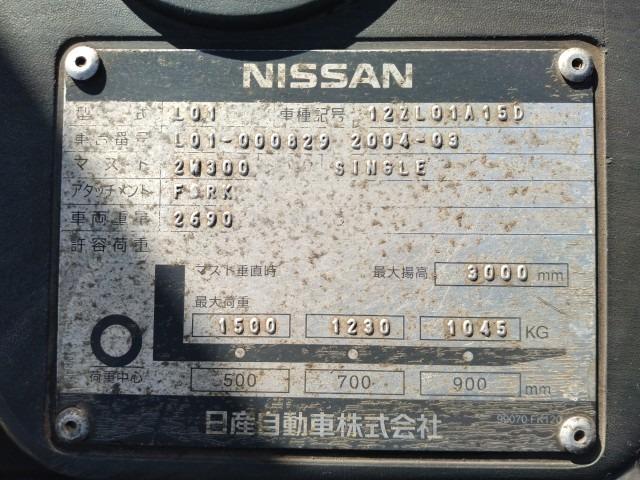 NISSAN
型式 L01 車種記号 1ZZL01A15D
車台番号 L01-000829 2004-03
マスト 2W300 SINGLE
アタッチメント FORK
車両重量 2690
許容荷重
マスト垂直時 最大揚高 3000 mm
最大荷重
1500 1230 1045 KG
荷重中心 500 700 900 mm
日産自動車株式会社